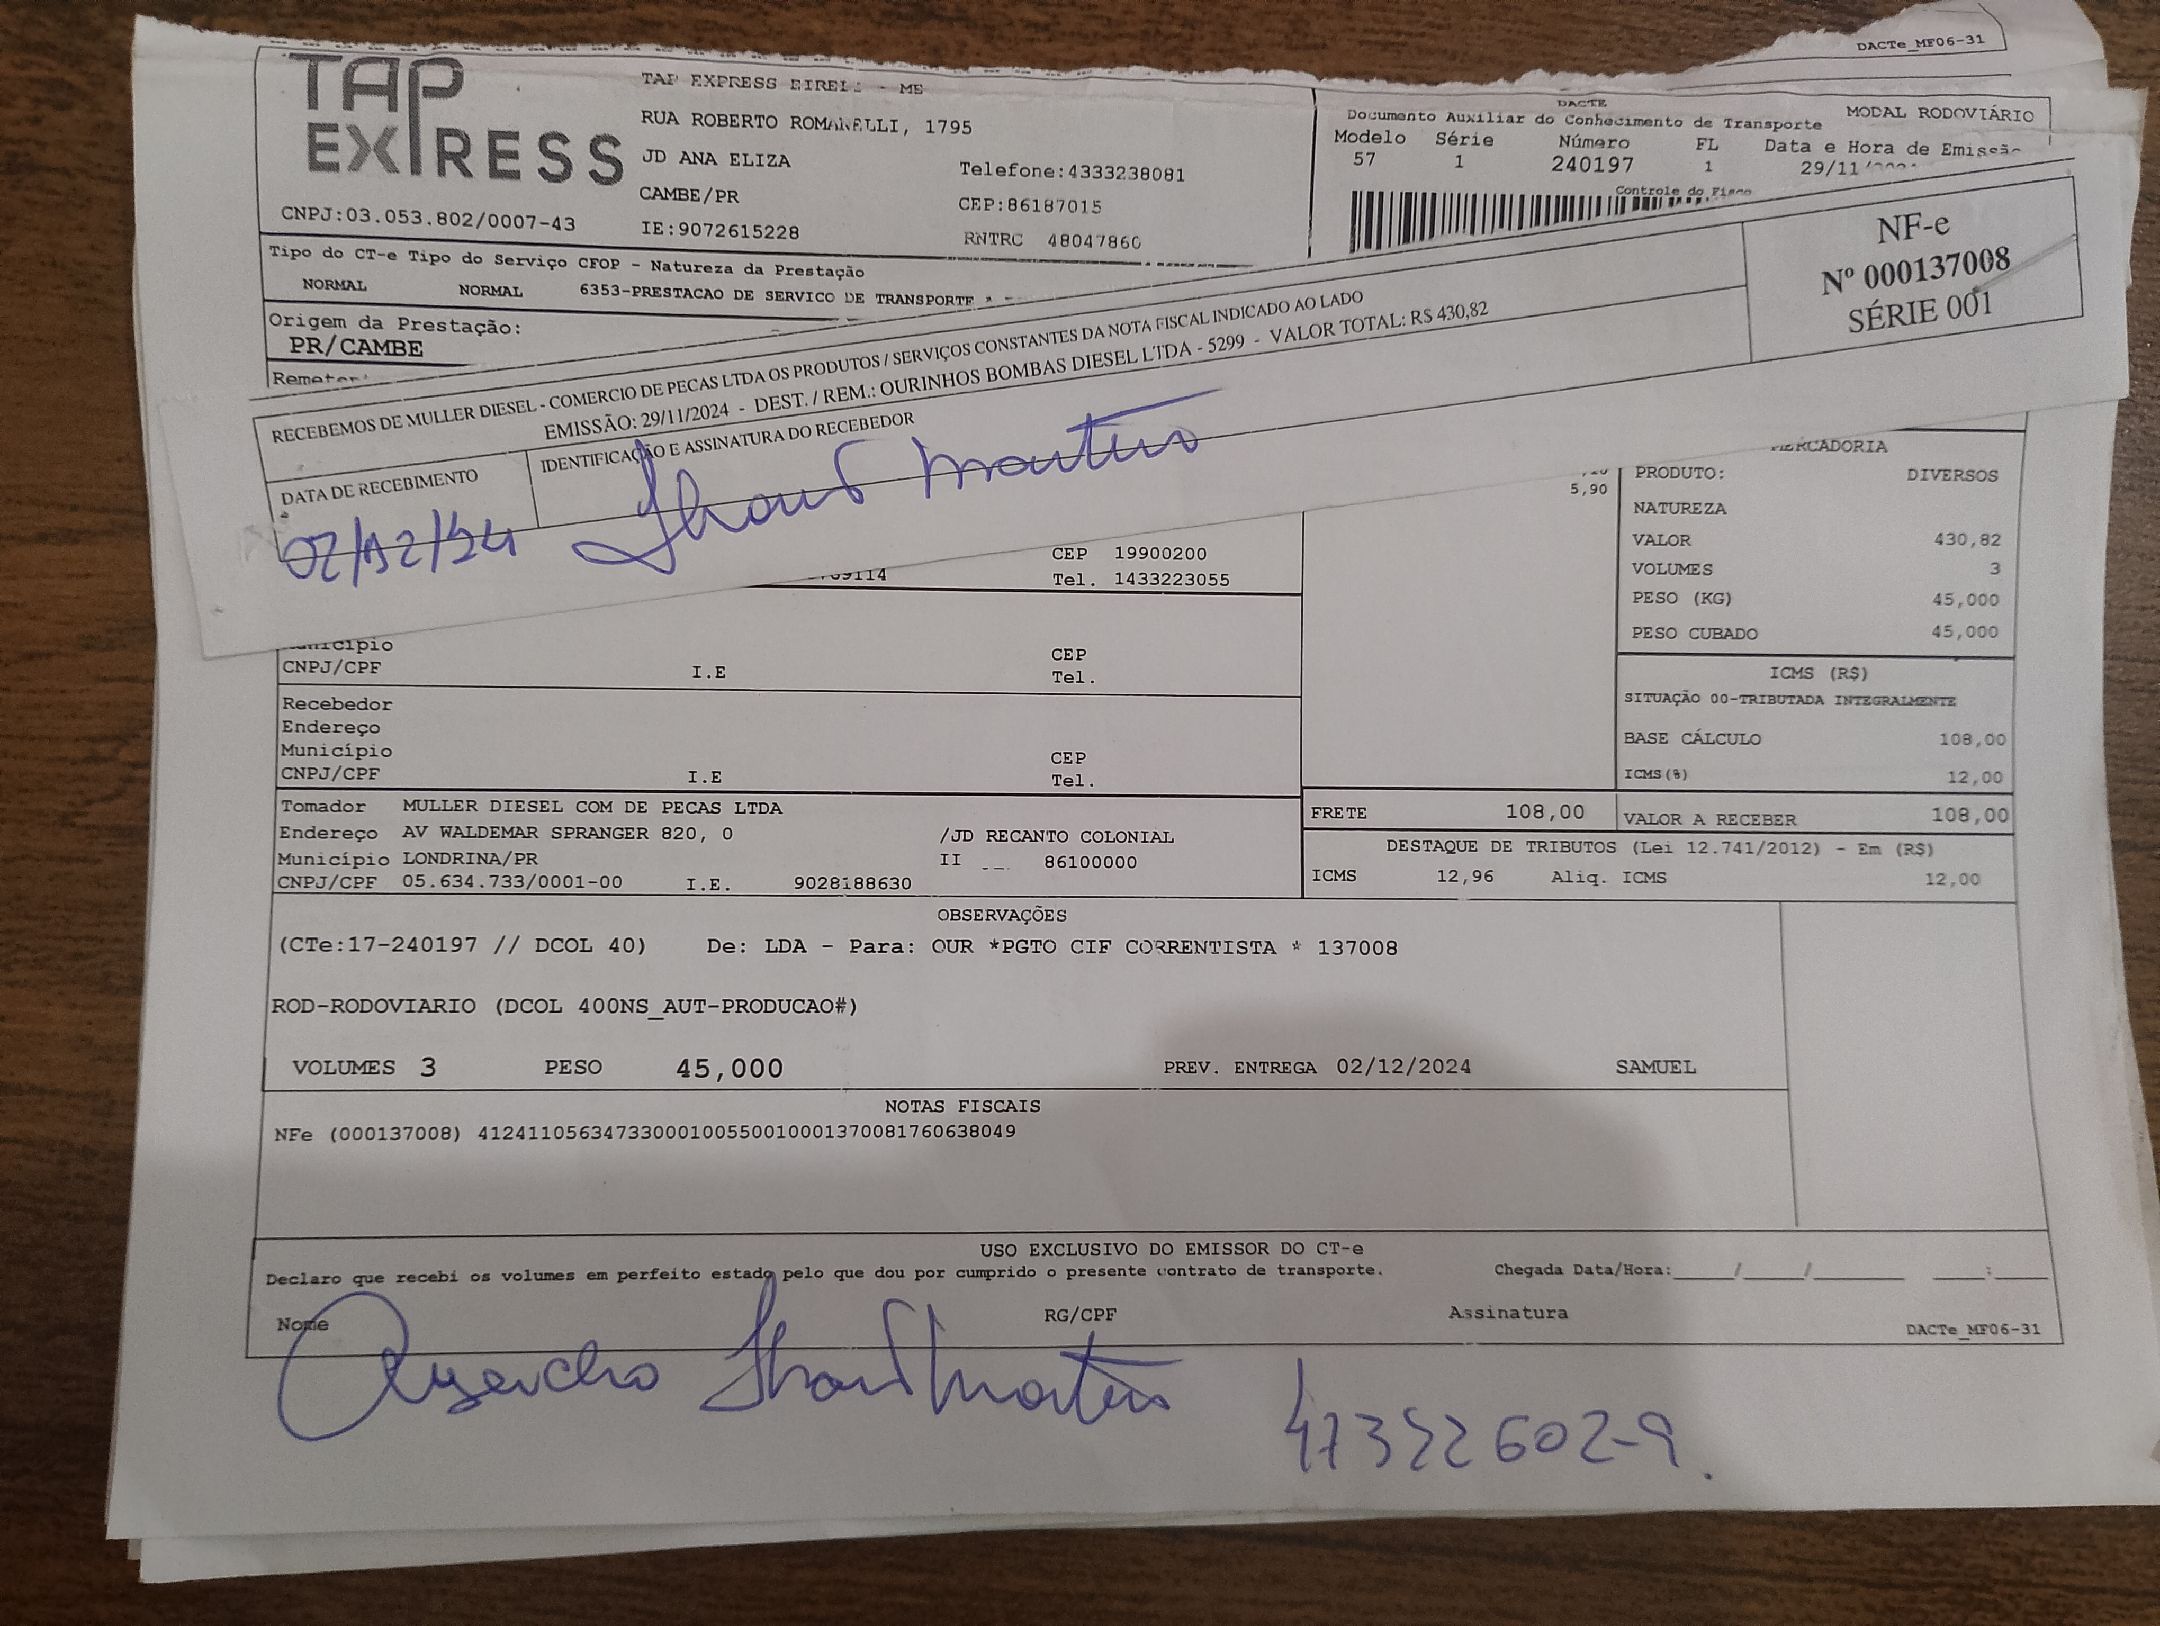 DACTe_MF06-31
TAP EXPRESS
TAP EXPRESS EIRELI - ME
RUA ROBERTO ROMANELLI, 1795
JD ANA ELIZA
Telefone:4333238081
CAMBE/PR
CEP:86187015
CNPJ:03.053.802/0007-43
IE:9072615228
RNTRC 48047860
DACTE
MODAL RODOVIÁRIO
Documento Auxiliar do Conhecimento de Transporte
Modelo Série Número FL Data e Hora de Emissão
57 1 240197 1 29/11
Controle do Fisco
Tipo do CT-e Tipo do Serviço CFOP - Natureza da Prestação
NORMAL NORMAL 6353-PRESTACAO DE SERVICO DE TRANSPORTE
Origem da Prestação:
PR/CAMBE
NF-e
Nº 000137008
SÉRIE 001
RECEBEMOS DE MULLER DIESEL - COMERCIO DE PECAS LTDA OS PRODUTOS / SERVIÇOS CONSTANTES DA NOTA FISCAL INDICADO AO LADO
EMISSÃO: 29/11/2024 - DEST. / REM.: OURINHOS BOMBAS DIESEL LTDA - 5299 - VALOR TOTAL: R$ 430,82
DATA DE RECEBIMENTO
IDENTIFICAÇÃO E ASSINATURA DO RECEBEDOR
02/12/24
5,90
MERCADORIA
PRODUTO: DIVERSOS
NATUREZA
VALOR 430,82
VOLUMES 3
PESO (KG) 45,000
PESO CUBADO 45,000
CEP 19900200
Tel. 1433223055
Município
CEP
CNPJ/CPF I.E
Tel.
ICMS (R$)
SITUAÇÃO 00-TRIBUTADA INTEGRALMENTE
BASE CÁLCULO 108,00
ICMS(%) 12,00
Recebedor
Endereço
Município
CEP
CNPJ/CPF I.E
Tel.
FRETE 108,00
VALOR A RECEBER 108,00
Tomador MULLER DIESEL COM DE PECAS LTDA
Endereço AV WALDEMAR SPRANGER 820, 0 /JD RECANTO COLONIAL
Município LONDRINA/PR II 86100000
CNPJ/CPF 05.634.733/0001-00 I.E. 9028188630
DESTAQUE DE TRIBUTOS (Lei 12.741/2012) - Em (R$)
ICMS 12,96 Aliq. ICMS 12,00
OBSERVAÇÕES
(CTe:17-240197 // DCOL 40) De: LDA - Para: OUR *PGTO CIF CORRENTISTA * 137008
ROD-RODOVIARIO (DCOL 400NS_AUT-PRODUCAO#)
VOLUMES 3 PESO 45,000 PREV. ENTREGA 02/12/2024 SAMUEL
NOTAS FISCAIS
NFe (000137008) 41241105634733000100550010001370081760638049
USO EXCLUSIVO DO EMISSOR DO CT-e
Declaro que recebi os volumes em perfeito estado pelo que dou por cumprido o presente contrato de transporte.
Chegada Data/Hora:____/____/______ ___:____
Nome RG/CPF Assinatura
DACTe_MF06-31